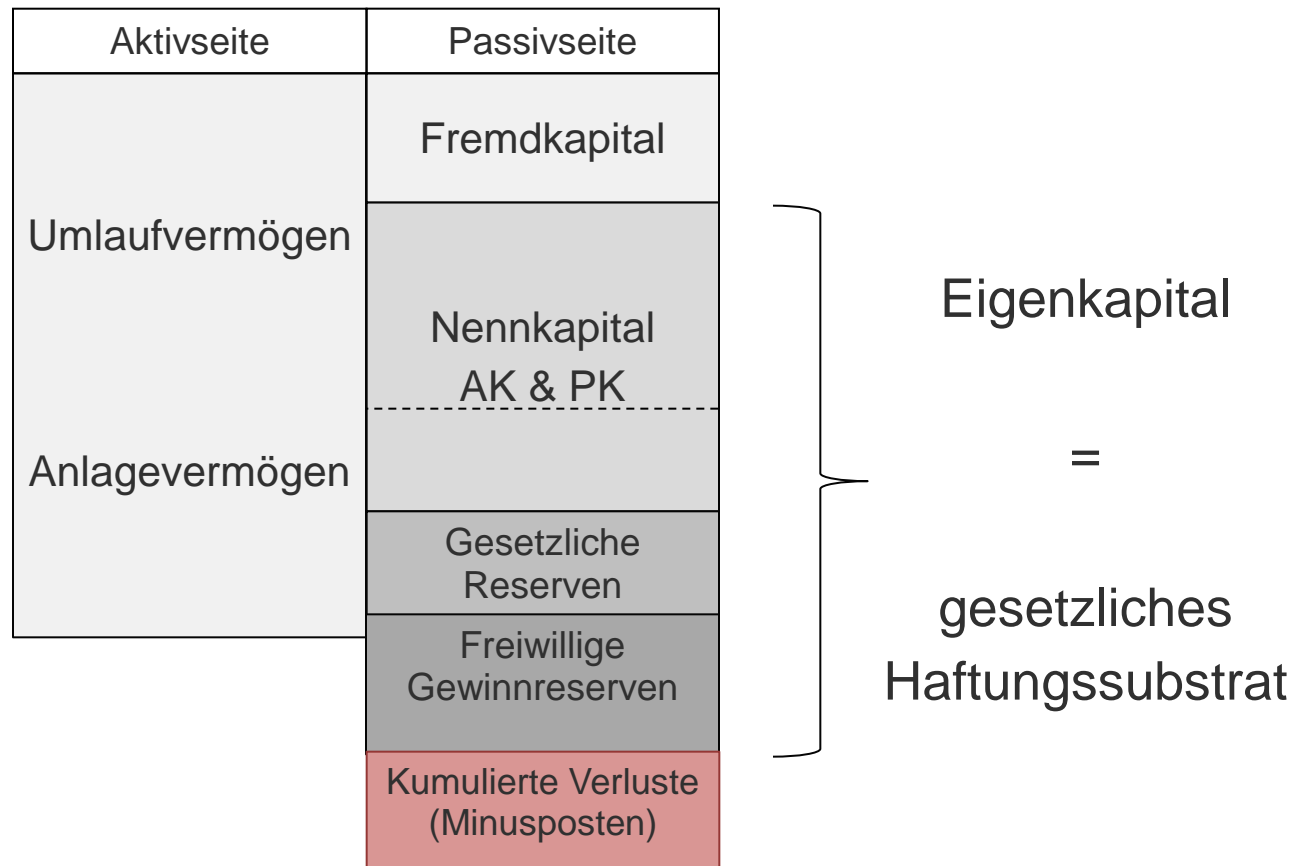 Aktivseite
Passivseite
Umlaufvermögen
Anlagevermögen
Fremdkapital
Nennkapital
AK & PK
Gesetzliche
Reserven
Freiwillige
Gewinnreserven
Kumulierte Verluste
(Minusposten)
Eigenkapital
=
gesetzliches
Haftungssubstrat